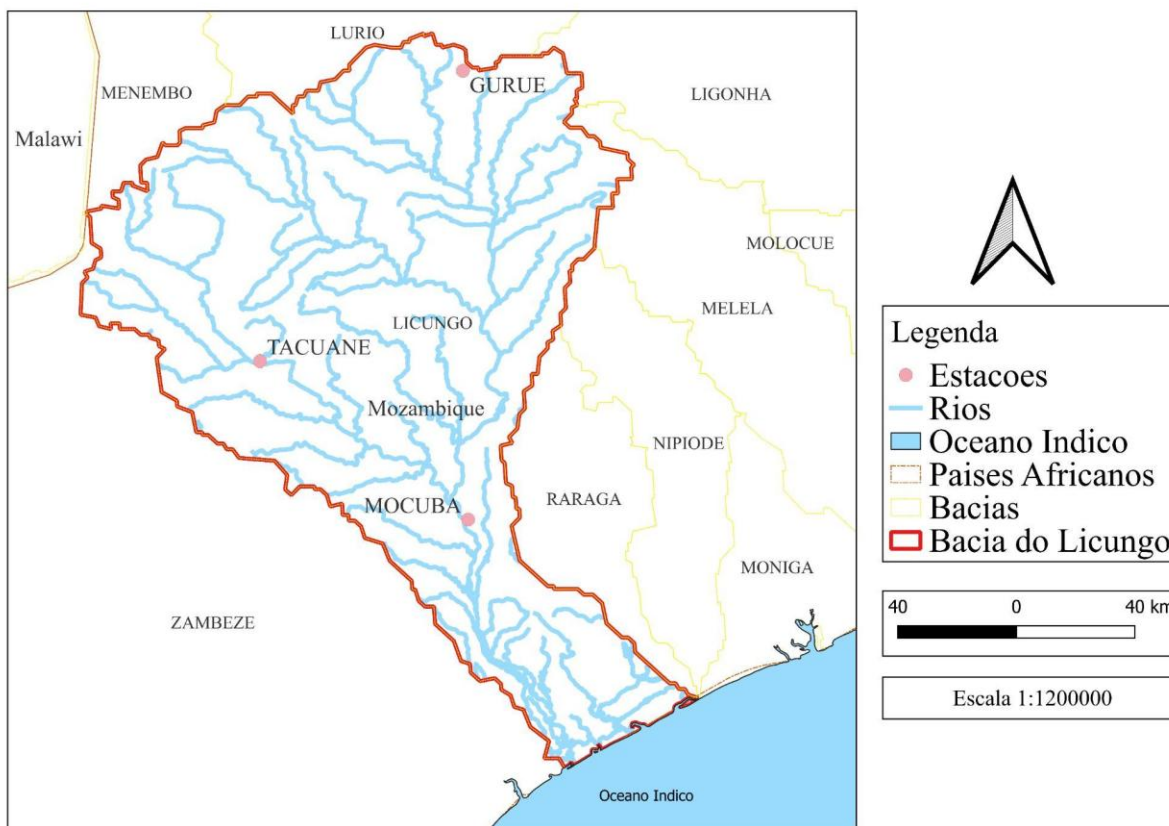 LURIO
GURUE
MENEMBO
LIGONHA
Malawi
MOLOCUE
MELELA
LICUNGO
TACUANE
Mozambique
NIPIODE
RARAGA
MOCUBA
MONIGA
ZAMBEZE
Oceano Indico
Legenda
Estacoes
Rios
Oceano Indico
Paises Africanos
Bacias
Bacia do Licungo
40 0 40 km
Escala 1:1200000